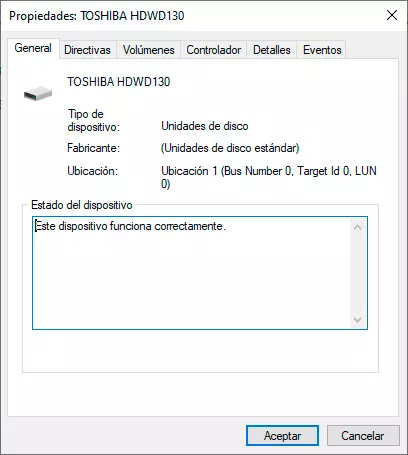 Propiedades: TOSHIBA HDWD130
General Directivas Volúmenes Controlador Detalles Eventos
TOSHIBA HDWD130
Tipo de
dispositivo: Unidades de disco
Fabricante: (Unidades de disco estándar)
Ubicación: Ubicación 1 (Bus Number 0, Target Id 0, LUN
0)
Estado del dispositivo
Este dispositivo funciona correctamente.
Aceptar Cancelar